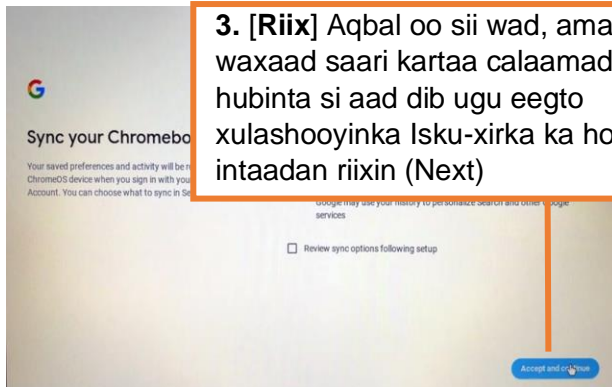 3. [Riix] Aqbal oo sii wad, ama
waxaad saari kartaa calaamad
hubinta si aad dib ugu eegto
xulashooyinka Isku-xirka ka ho
intaadan riixin (Next)
G
Sync your Chromebo
Your saved preferences and activity will be
ChromeOS device when you sign in with you
Account. You can choose what to sync in Se
Google may use your history to personalize Search and other Google
services
Review sync options following setup
Accept and continue